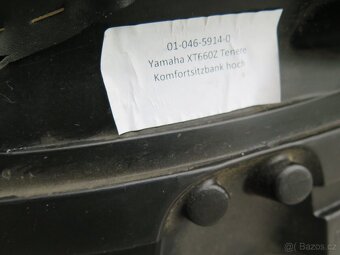 01-046-5914-0
Yamaha XT660Z Tenere
Komfortsitzbank hoch
Bazos.cz